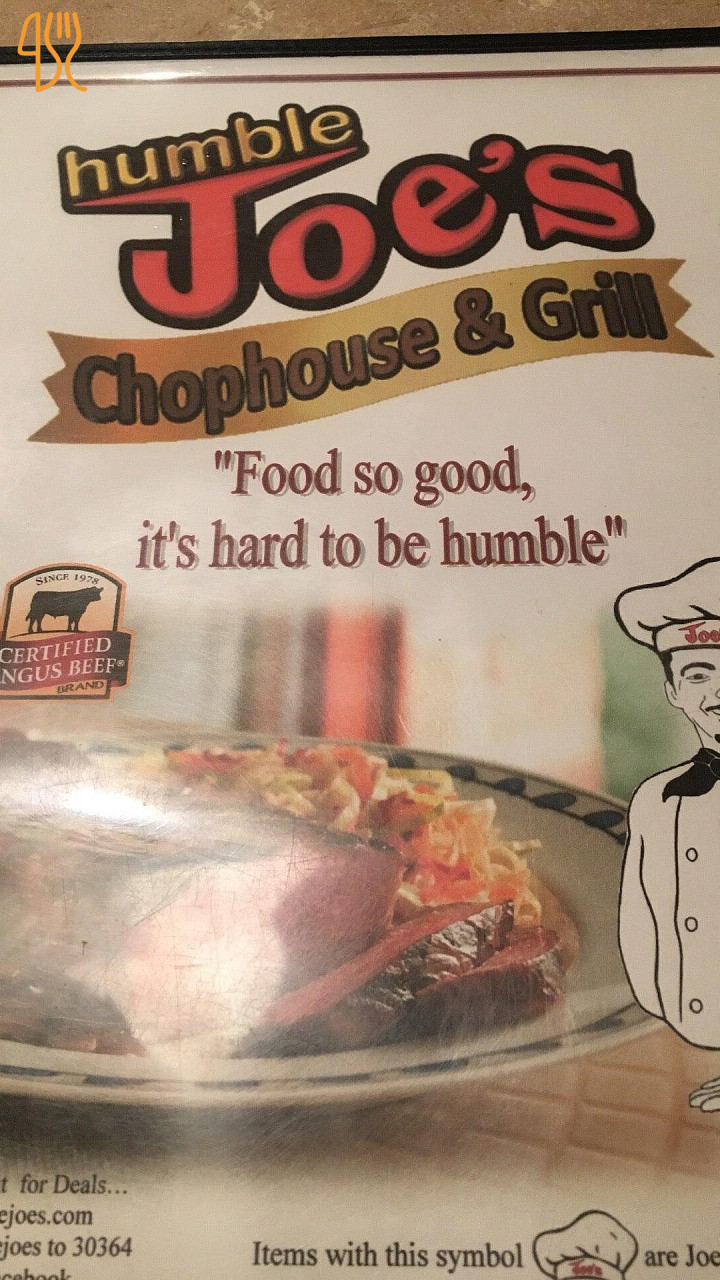 humble
Joe's
Chophouse & Grill
"Food so good,
it's hard to be humble"
SINCE 1978
CERTIFIED
NGUS BEEF®
BRAND
Joe
t for Deals...
ejoes.com
ejoes to 30364
cebook
Items with this symbol
Joe's
are Joe